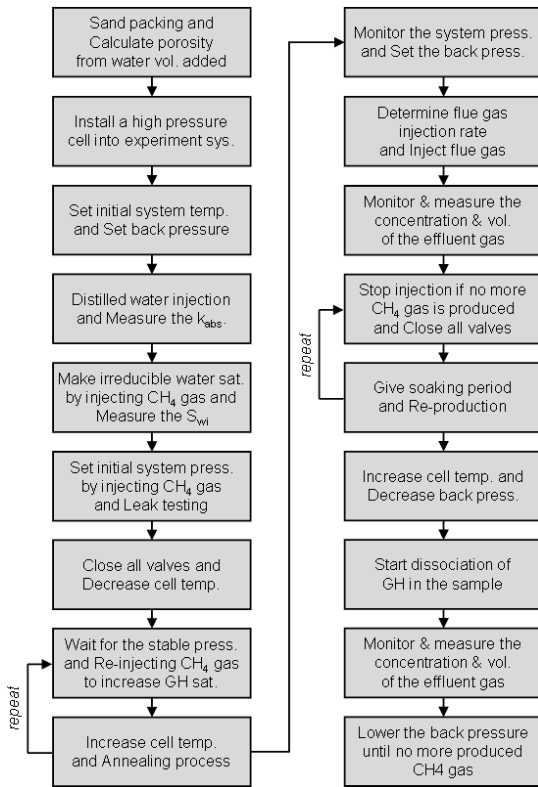 Sand packing and
Calculate porosity
from water vol. added
Install a high pressure
cell into experiment sys.
Set initial system temp.
and Set back pressure
Distilled water injection
and Measure the k_abs.
Make irreducible water sat.
by injecting CH₄ gas and
Measure the S_wi
Set initial system press.
by injecting CH₄ gas
and Leak testing
Close all valves and
Decrease cell temp.
Wait for the stable press.
and Re-injecting CH₄ gas
to increase GH sat.
repeat
Increase cell temp.
and Annealing process
Monitor the system press.
and Set the back press.
Determine flue gas
injection rate
and Inject flue gas
Monitor & measure the
concentration & vol.
of the effluent gas
Stop injection if no more
CH₄ gas is produced
and Close all valves
repeat
Give soaking period
and Re-production
Increase cell temp. and
Decrease back press.
Start dissociation of
GH in the sample
Monitor & measure the
concentration & vol.
of the effluent gas
Lower the back pressure
until no more produced
CH4 gas